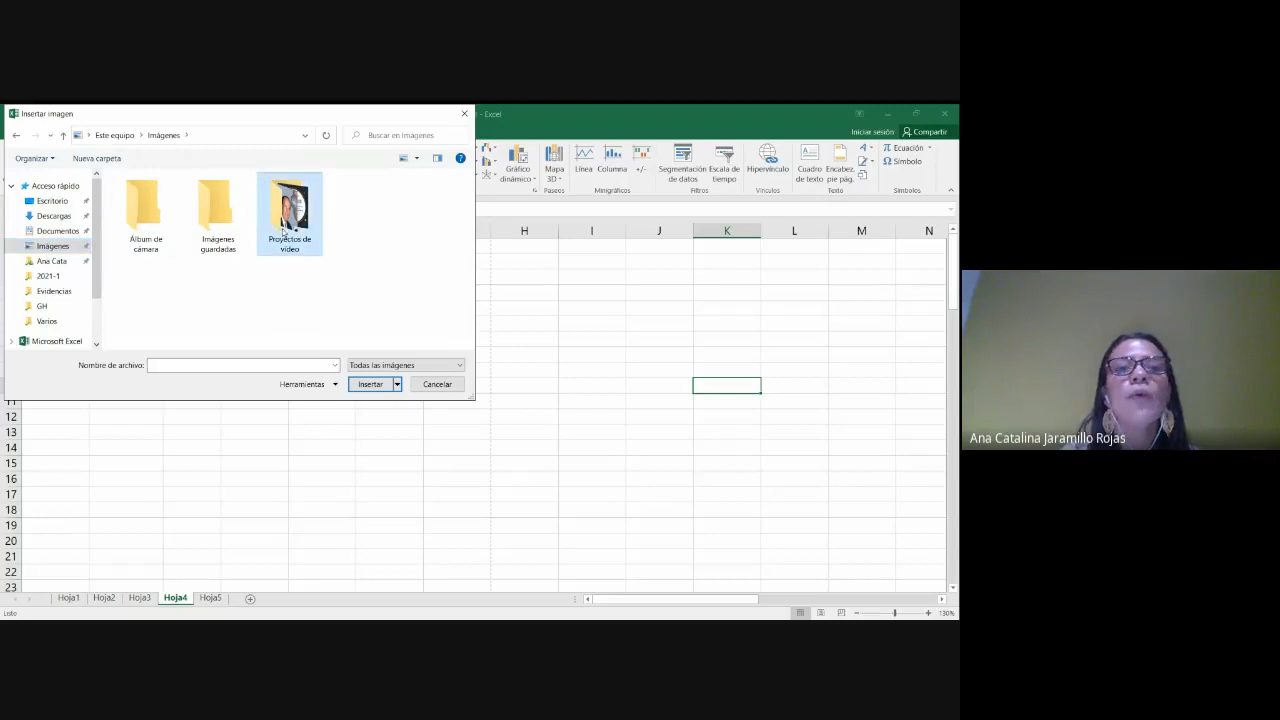 Insertar imagen
- Excel
Iniciar sesión
Compartir
Este equipo
Imágenes
Buscar en Imágenes
Organizar
Nueva carpeta
Acceso rápido
Escritorio
Descargas
Documentos
Imágenes
Ana Cata
2021-1
Evidencias
GH
Varios
Microsoft Excel
Álbum de
cámara
Imágenes
guardadas
Proyectos de
vídeo
Nombre de archivo:
Todas las imágenes
Herramientas
Insertar
Cancelar
Gráfico
dinámico
Mapa
3D
Paseos
Línea
Columna
+/-
Minigráficos
Segmentación
de datos
Escala de
tiempo
Filtros
Hipervínculo
Vínculos
Cuadro
de texto
Encabez.
pie pág.
Texto
Ecuación
Símbolo
Símbolos
H I J K L M N
11
12
13
14
15
16
17
18
19
20
21
22
23
Hoja1 Hoja2 Hoja3 Hoja4 Hoja5
Listo
130%
Ana Catalina Jaramillo Rojas